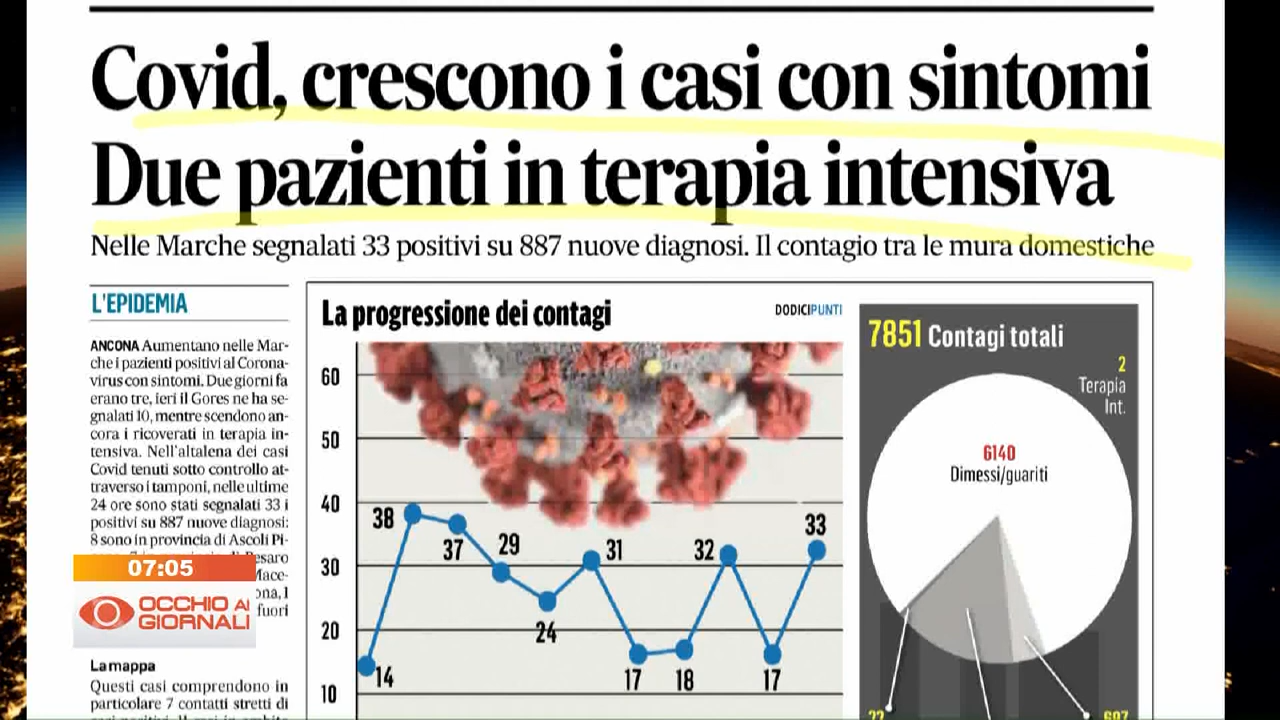 Covid, crescono i casi con sintomi
Due pazienti in terapia intensiva
Nelle Marche segnalati 33 positivi su 887 nuove diagnosi. Il contagio tra le mura domestiche
L'EPIDEMIA
ANCONA Aumentano nelle Mar-
che i pazienti positivi al Corona-
virus con sintomi. Due giorni fa
erano tre, ieri il Gores ne ha se-
gnalati 10, mentre scendono an-
cora i ricoverati in terapia in-
tensiva. Nell'altalena dei casi
Covid tenuti sotto controllo at-
traverso i tamponi, nelle ultime
24 ore sono stati segnalati 33 i
positivi su 887 nuove diagnosi:
8 sono in provincia di Ascoli Pi-
esaro
Mace-
ona, 1
fuori
07:05
OCCHIO AI
GIORNALI
La mappa
Questi casi comprendono in
particolare 7 contatti stretti di
La progressione dei contagi
DODICIPUNTI
60
50
40
30
20
10
14
38
37
29
24
31
17
18
32
17
33
7851 Contagi totali
2
Terapia
Int.
6140
Dimessi/guariti